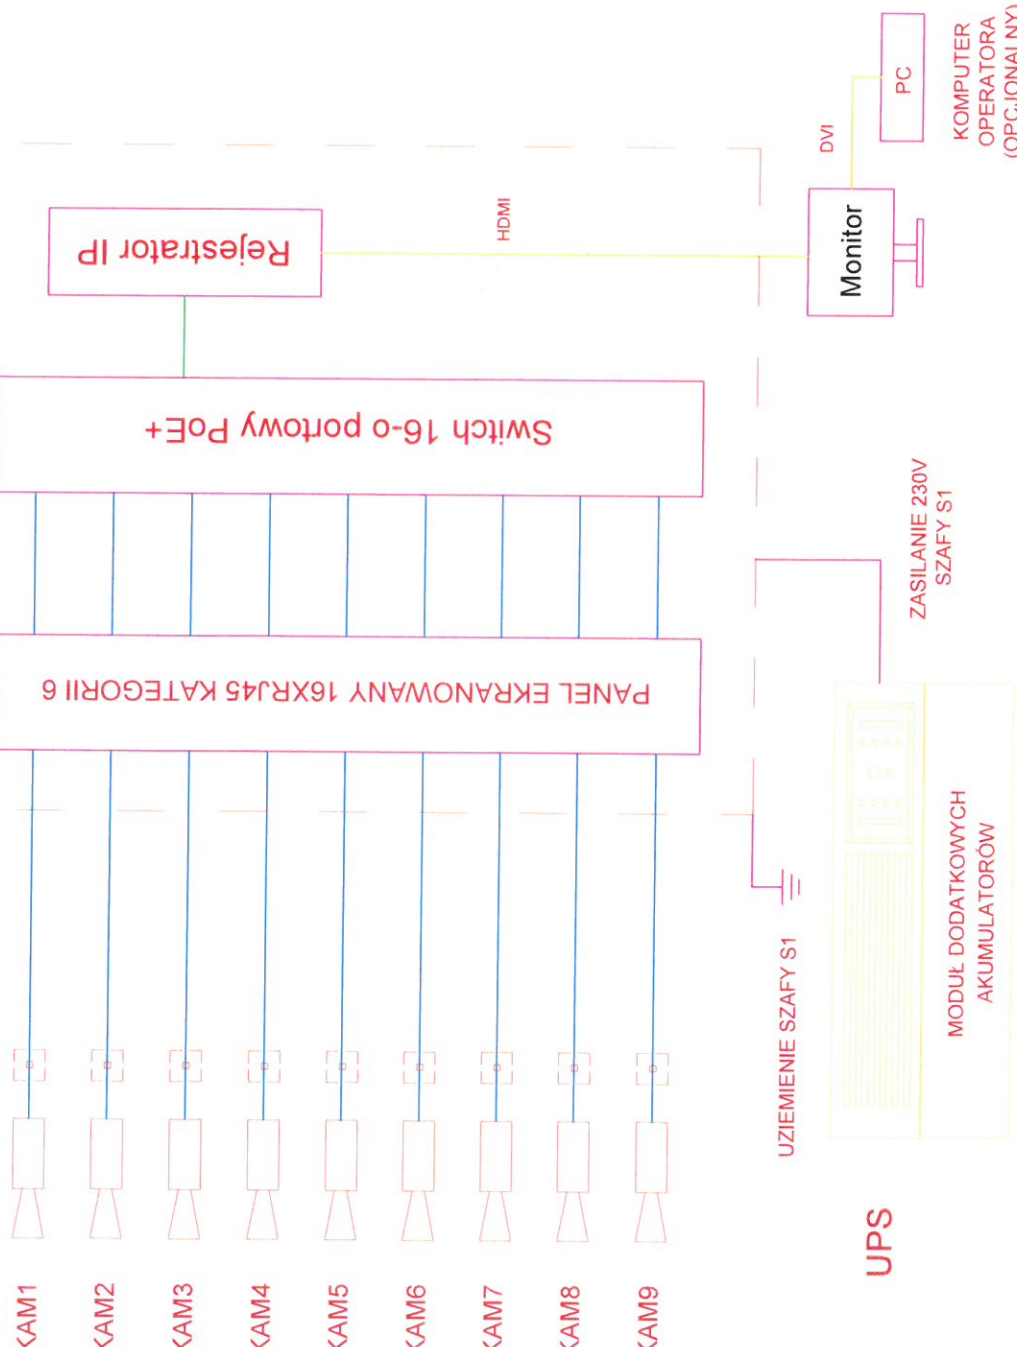 KOMPUTER
OPERATORA
(OPCJONALNY)
PC
DVI
HDMI
Rejestrator IP
Monitor
Switch 16-o portowy PoE+
ZASILANIE 230V
SZAFY S1
PANEL EKRANOWANY 16XRJ45 KATEGORII 6
MODUŁ DODATKOWYCH
AKUMULATORÓW
UZIEMIENIE SZAFY S1
UPS
KAM1
KAM2
KAM3
KAM4
KAM5
KAM6
KAM7
KAM8
KAM9